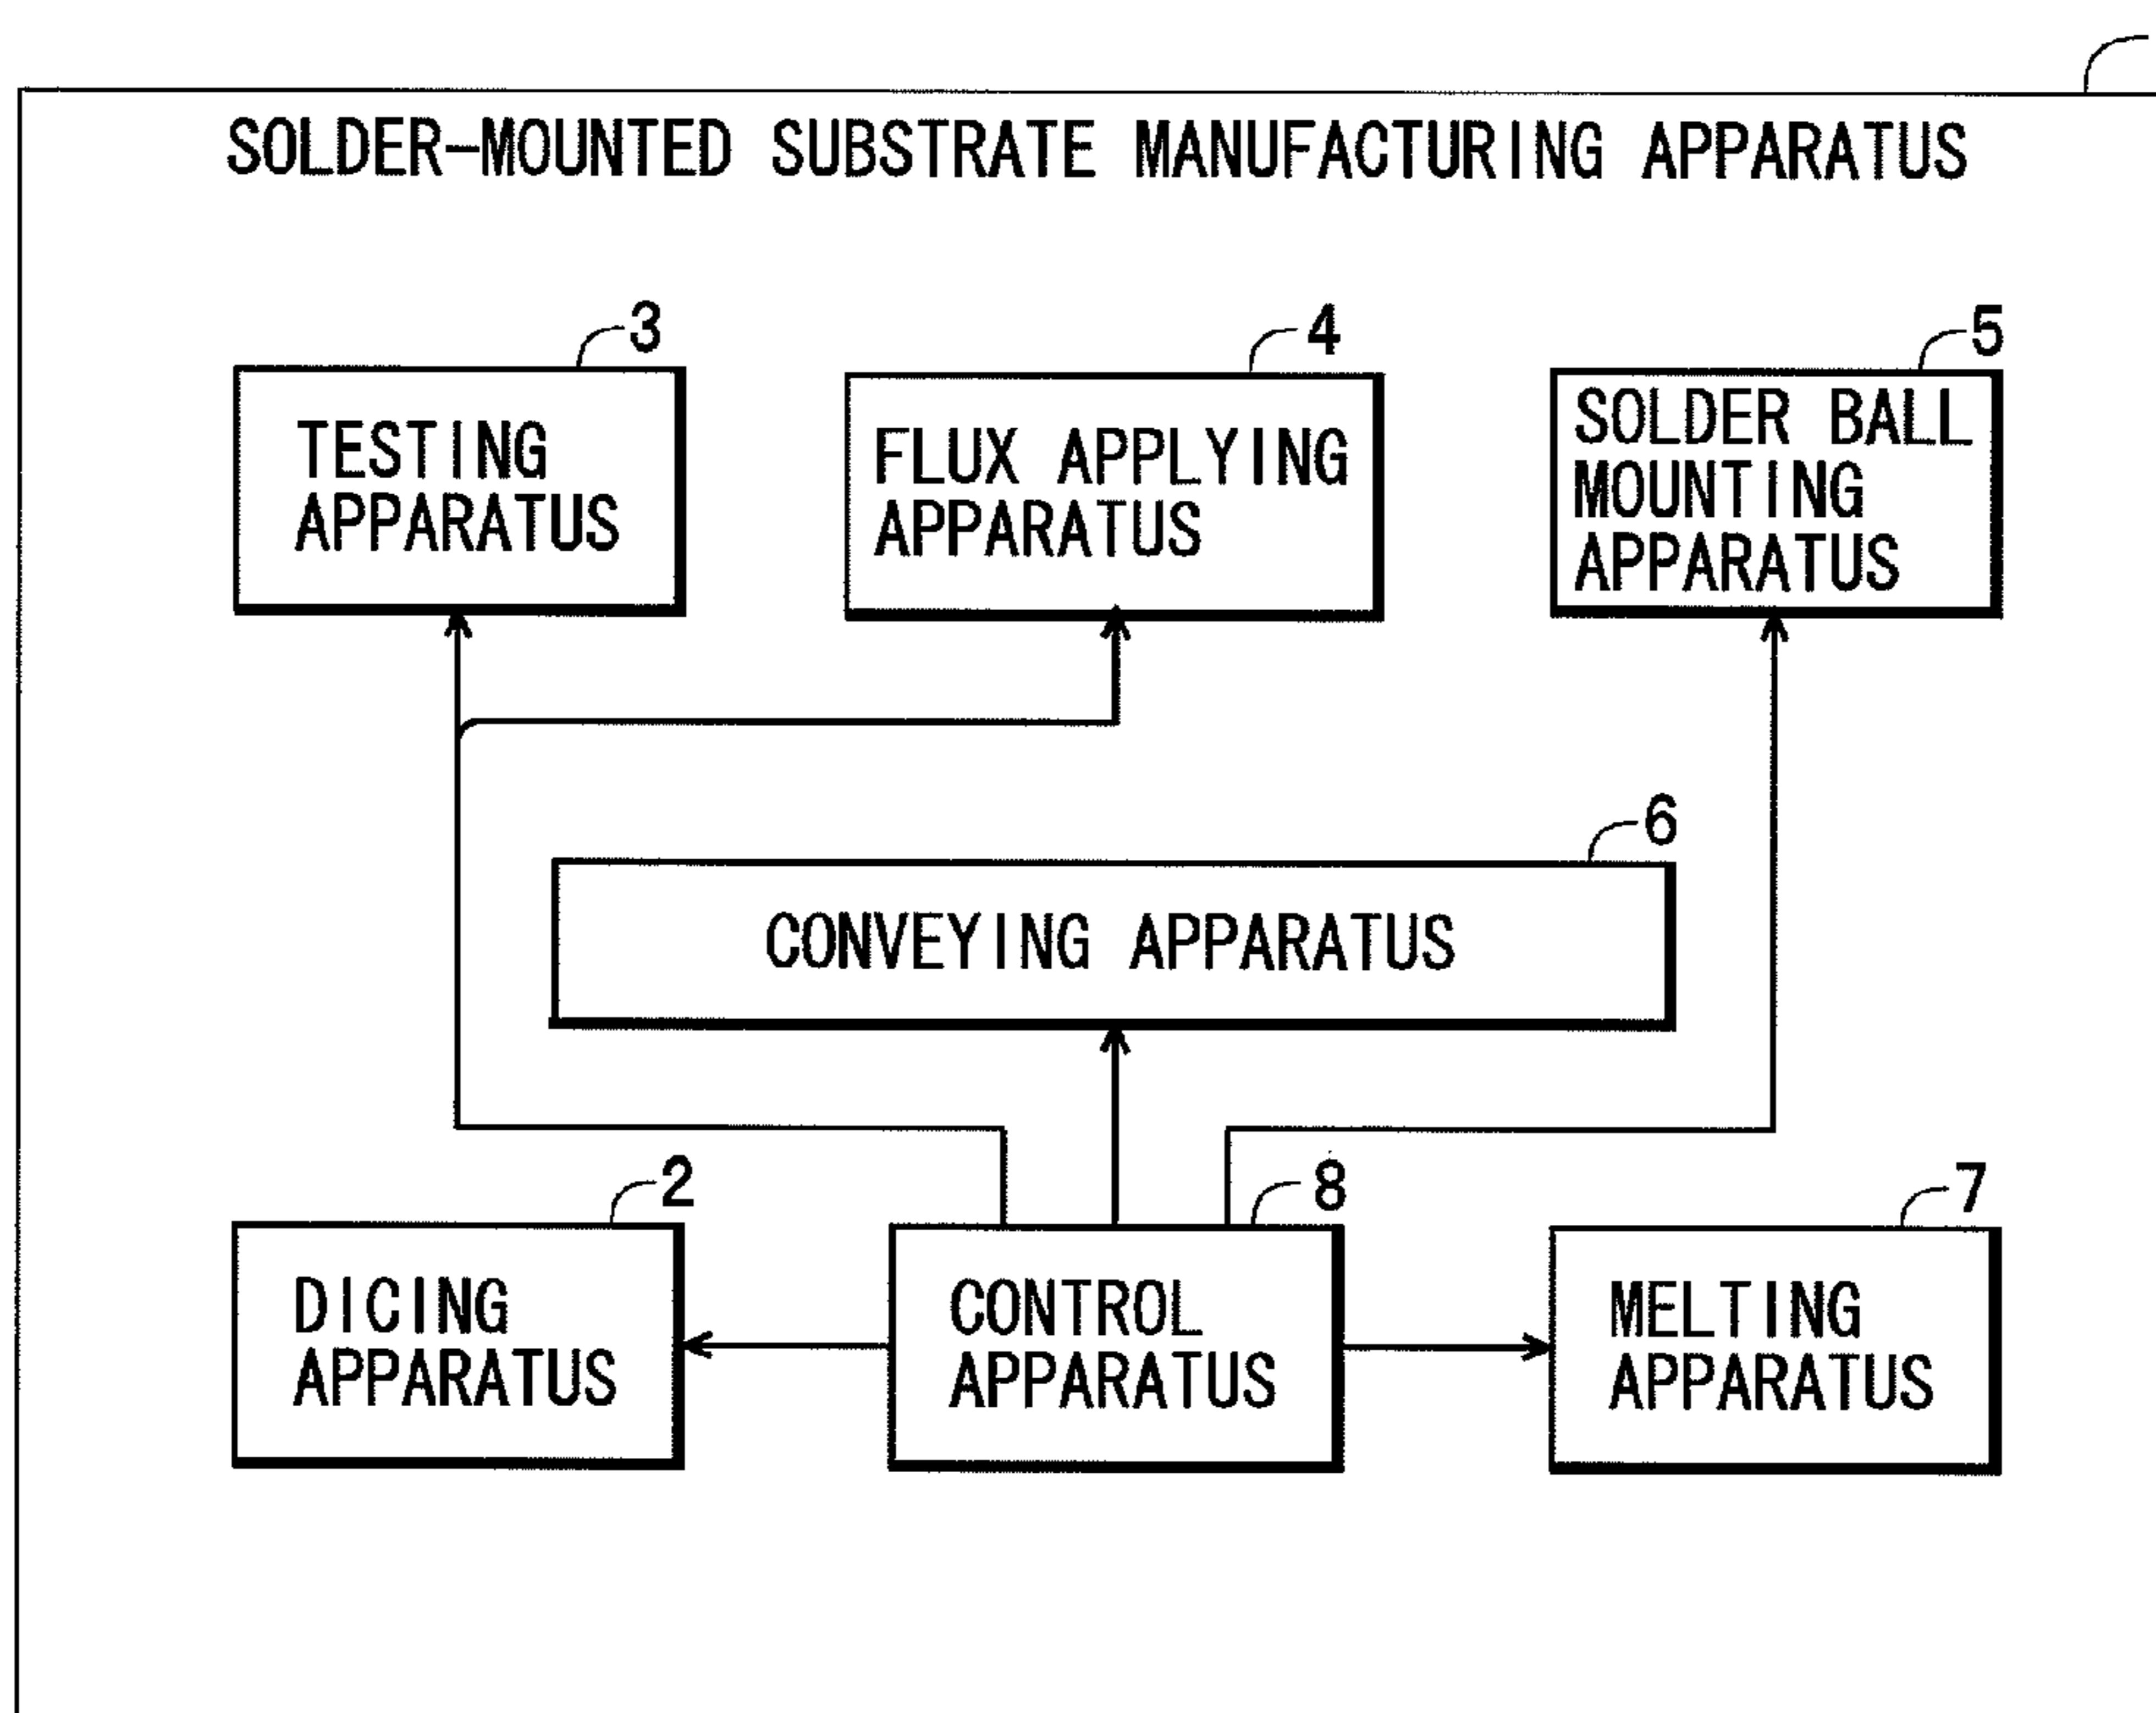 SOLDER-MOUNTED SUBSTRATE MANUFACTURING APPARATUS
3
TESTING
APPARATUS
4
FLUX APPLYING
APPARATUS
5
SOLDER BALL
MOUNTING
APPARATUS
6
CONVEYING APPARATUS
2
DICING
APPARATUS
8
CONTROL
APPARATUS
7
MELTING
APPARATUS